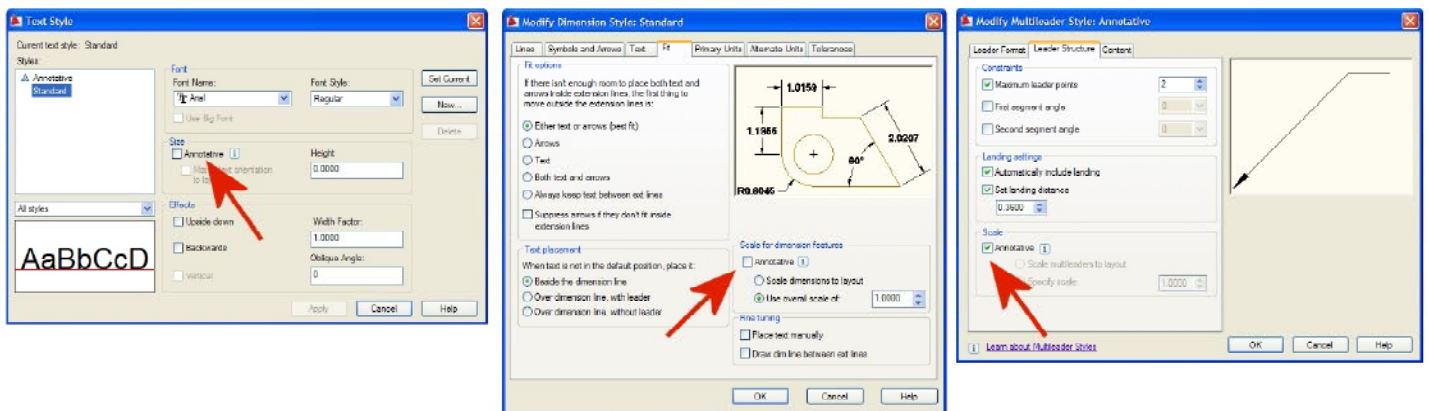 Text Style
Current text style: Standard
Styles:
Annotative
Standard
All styles
AaBbCcD
Font
Font Name:
Arial
Font Style:
Regular
Use Big Font
Size
Annotative
Match text orientation
to layout
Height
0.0000
Effects
Upside down
Backwards
Vertical
Width Factor:
1.0000
Oblique Angle:
0
Set Current
New...
Delete
Apply
Cancel
Help
Modify Dimension Style: Standard
Lines
Symbols and Arrows
Text
Fit
Primary Units
Alternate Units
Tolerances
Fit options
If there isn't enough room to place both text and
arrows inside extension lines, the first thing to
move outside the extension lines is:
Either text or arrows (best fit)
Arrows
Text
Both text and arrows
Always keep text between ext lines
Suppress arrows if they don't fit inside
extension lines
Text placement
When text is not in the default position, place it:
Beside the dimension line
Over dimension line, with leader
Over dimension line, without leader
1.0159
1.1955
2.0207
60°
R0.8045
Scale for dimension features
Annotative
Scale dimensions to layout
Use overall scale of:
1.0000
Fine tuning
Place text manually
Draw dim line between ext lines
OK
Cancel
Help
Modify Multileader Style: Annotative
Leader Format
Leader Structure
Content
Constraints
Maximum leader points
2
First segment angle
0
Second segment angle
0
Landing settings
Automatically include landing
Set landing distance
0.3600
Scale
Annotative
Scale multileaders to layout
Specify scale:
1.0000
Learn about Multileader Styles
OK
Cancel
Help